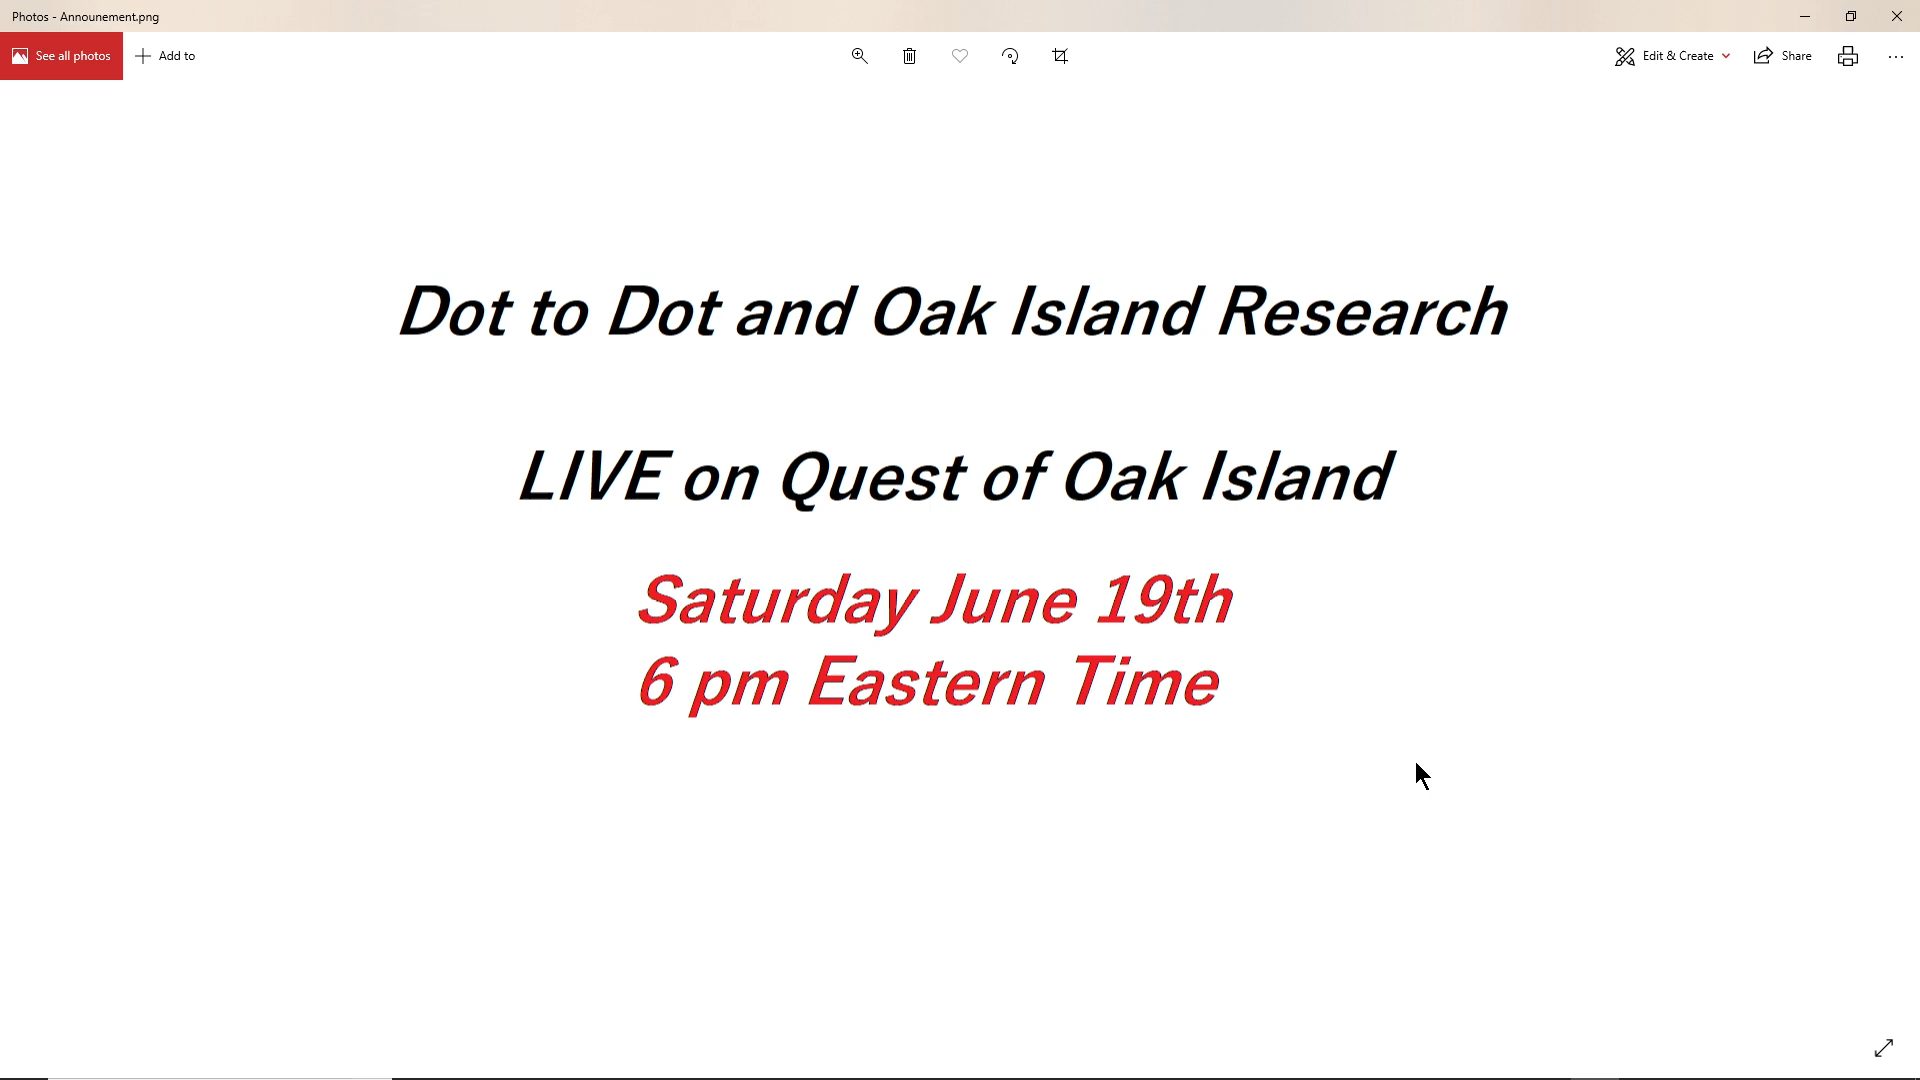 Photos - Announement.png
See all photos
Add to
Edit & Create
Share
Dot to Dot and Oak Island Research
LIVE on Quest of Oak Island
Saturday June 19th
6 pm Eastern Time